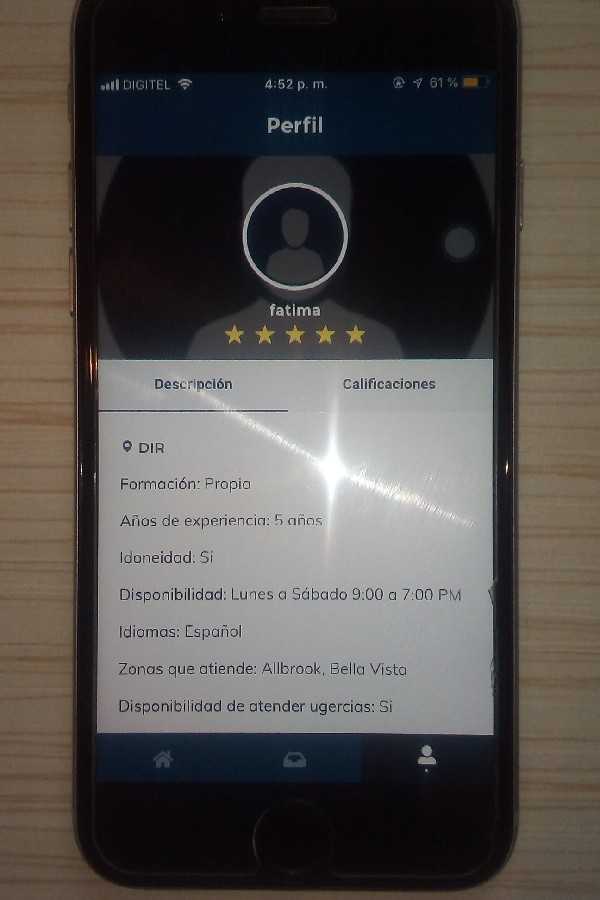 DIGITEL 4:52 p. m. 61 %
Perfil
fatima
Descripción Calificaciones
DIR
Formación: Propia
Años de experiencia: 5 años
Idoneidad: Si
Disponibilidad: Lunes a Sábado 9:00 a 7:00 PM
Idiomas: Español
Zonas que atiende: Allbrook, Bella Vista
Disponibilidad de atender ugercias: Si